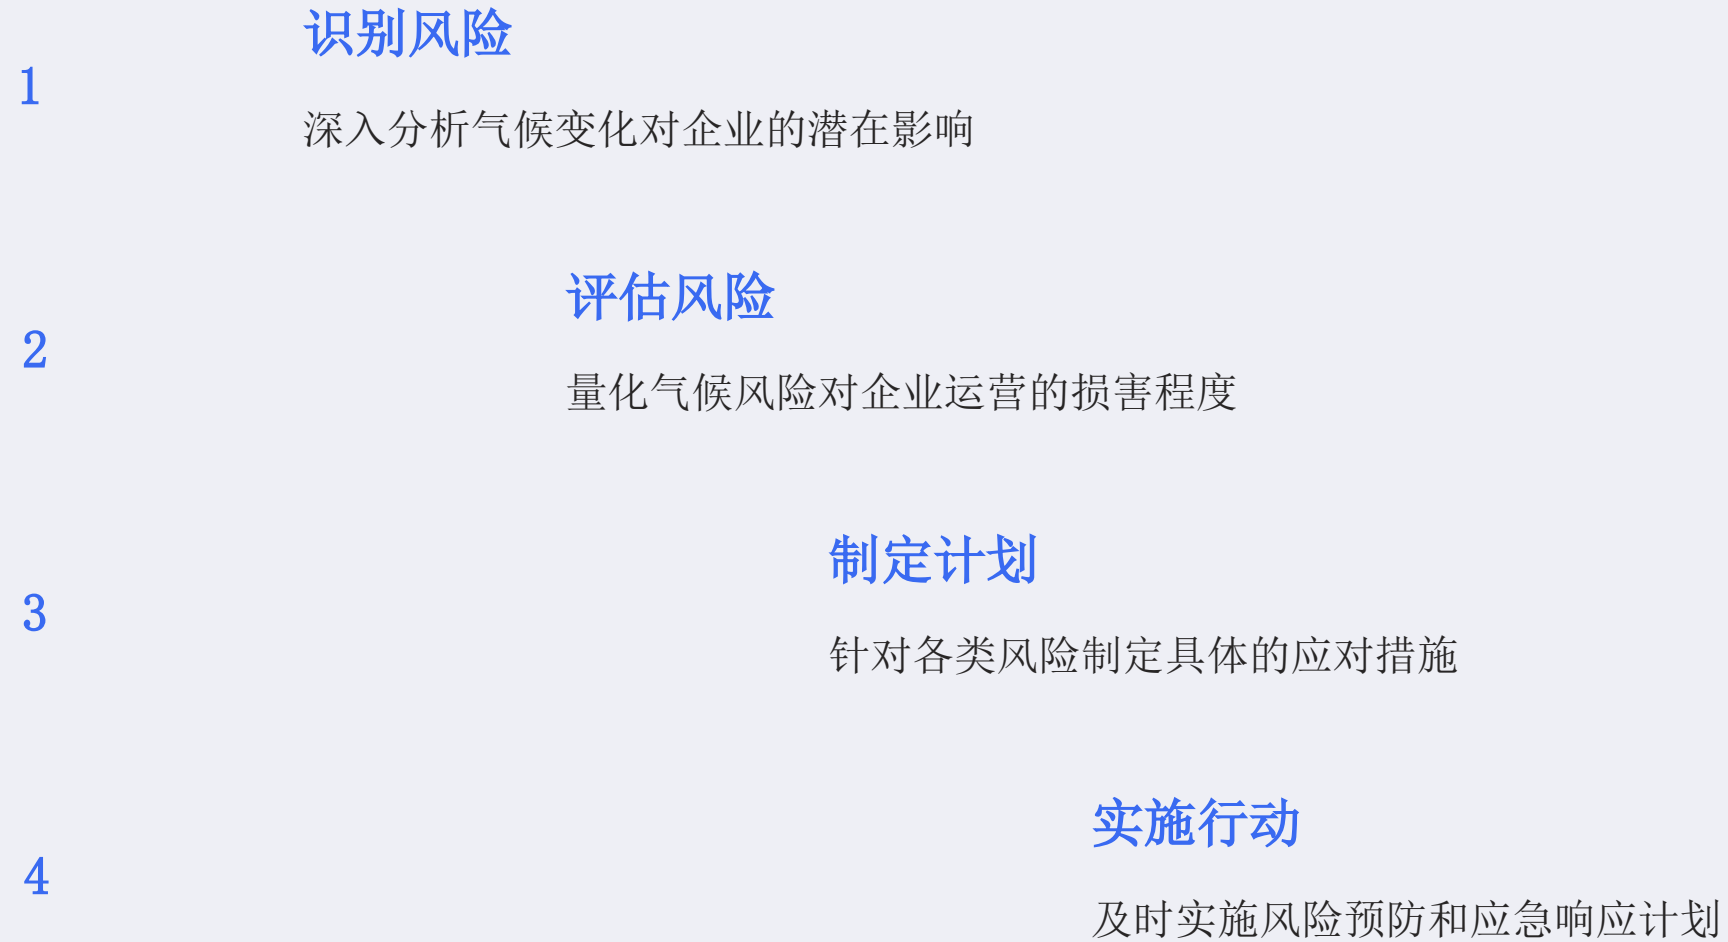 识别风险
1
深入分析气候变化对企业的潜在影响
评估风险
2
量化气候风险对企业运营的损害程度
制定计划
3
针对各类风险制定具体的应对措施
实施行动
4
及时实施风险预防和应急响应计划